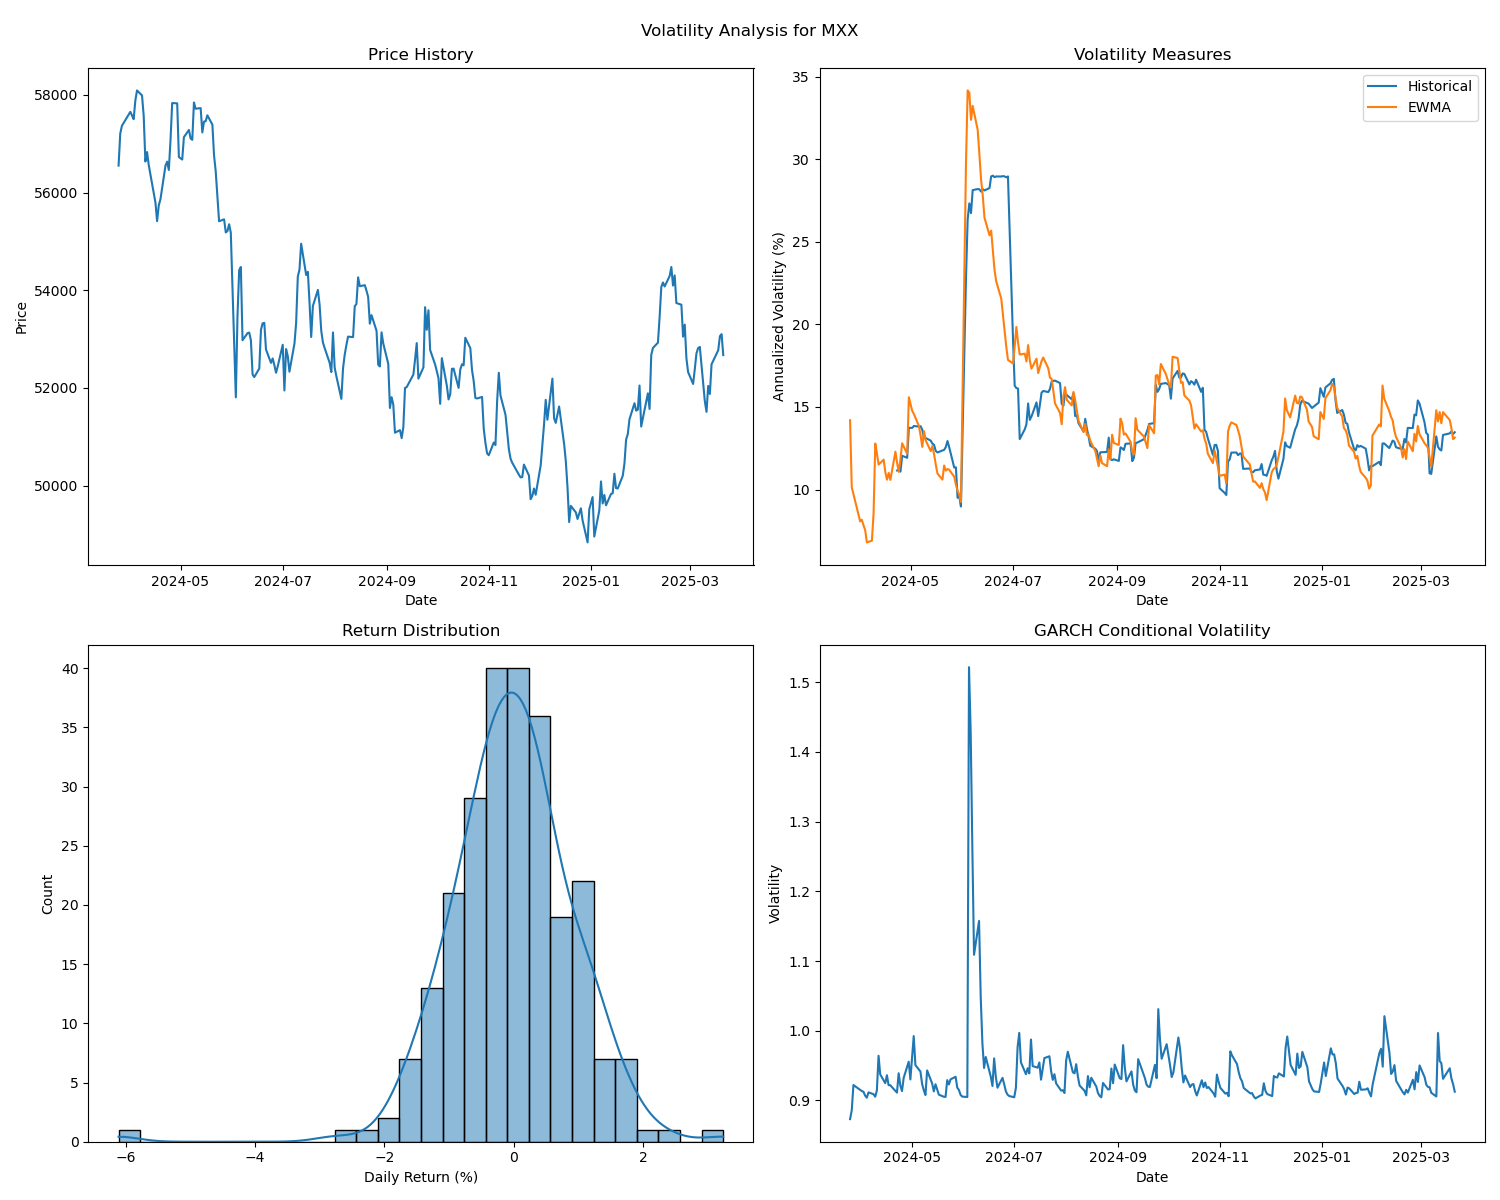 Volatility Analysis for MXX
Price History
58000
56000
54000
52000
50000
Price
2024-05 2024-07 2024-09 2024-11 2025-01 2025-03
Date
Volatility Measures
Historical
EWMA
35
30
25
20
15
10
Annualized Volatility (%)
2024-05 2024-07 2024-09 2024-11 2025-01 2025-03
Date
Return Distribution
40
35
30
25
20
15
10
5
0
Count
−6 −4 −2 0 2
Daily Return (%)
GARCH Conditional Volatility
1.5
1.4
1.3
1.2
1.1
1.0
0.9
Volatility
2024-05 2024-07 2024-09 2024-11 2025-01 2025-03
Date